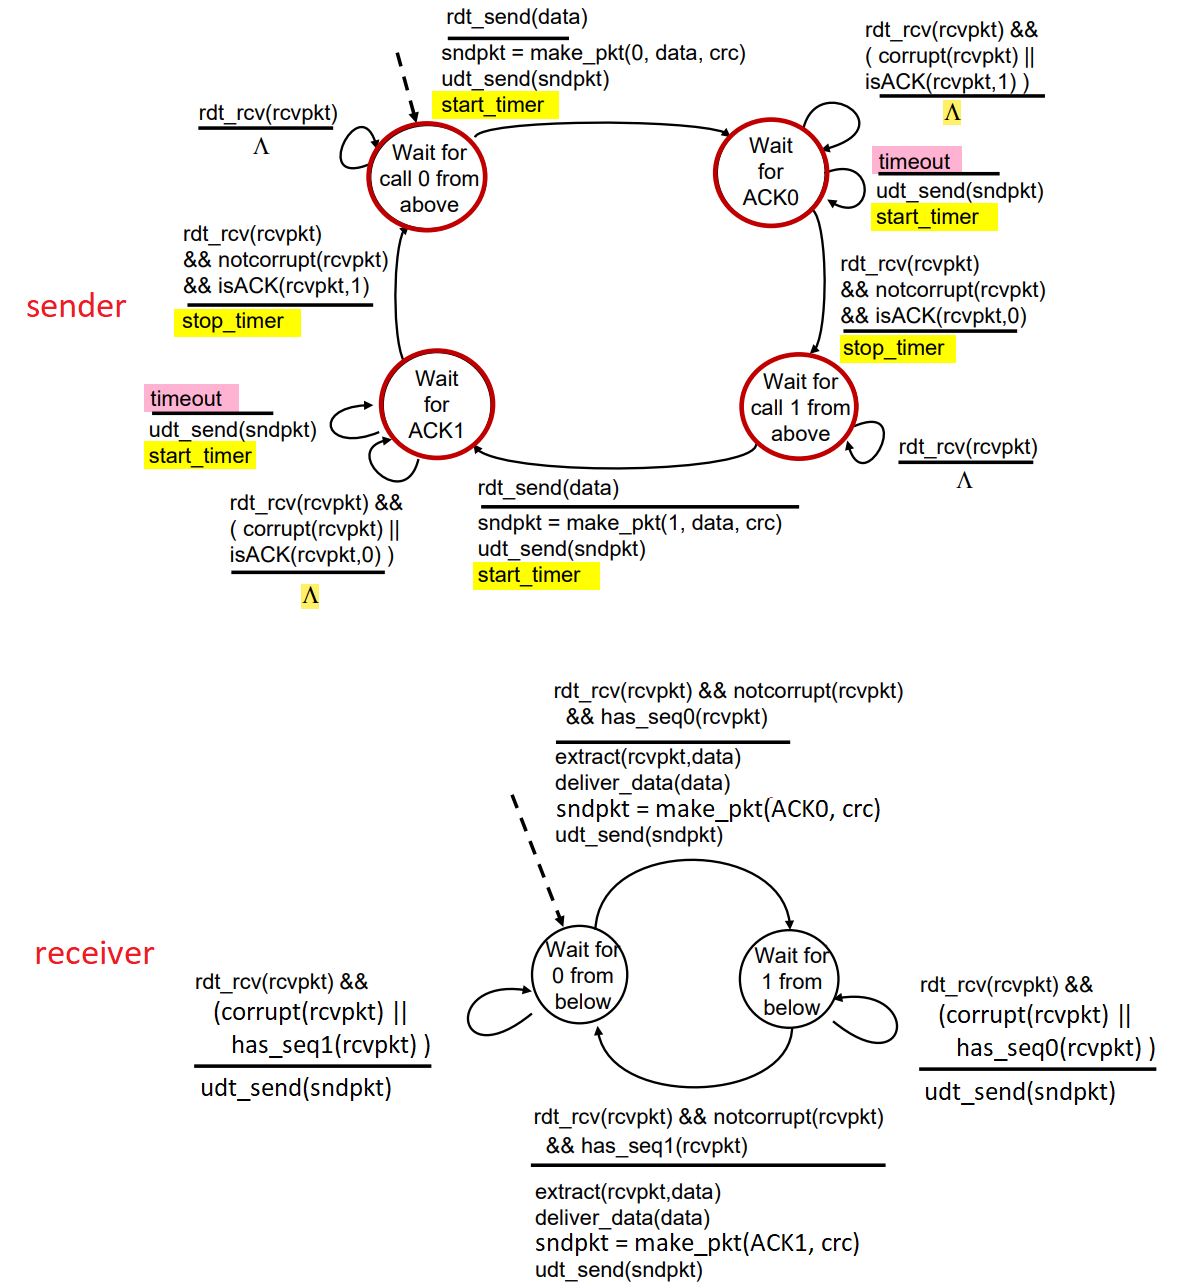 rdt_send(data)
sndpkt = make_pkt(0, data, crc)
udt_send(sndpkt)
start_timer
rdt_rcv(rcvpkt) &&
( corrupt(rcvpkt) ||
isACK(rcvpkt,1) )
Λ
rdt_rcv(rcvpkt)
Λ
Wait for
call 0 from
above
Wait
for
ACK0
timeout
udt_send(sndpkt)
start_timer
rdt_rcv(rcvpkt)
&& notcorrupt(rcvpkt)
&& isACK(rcvpkt,1)
stop_timer
sender
rdt_rcv(rcvpkt)
&& notcorrupt(rcvpkt)
&& isACK(rcvpkt,0)
stop_timer
Wait
for
ACK1
Wait for
call 1 from
above
timeout
udt_send(sndpkt)
start_timer
rdt_rcv(rcvpkt)
Λ
rdt_rcv(rcvpkt) &&
( corrupt(rcvpkt) ||
isACK(rcvpkt,0) )
Λ
rdt_send(data)
sndpkt = make_pkt(1, data, crc)
udt_send(sndpkt)
start_timer
rdt_rcv(rcvpkt) && notcorrupt(rcvpkt)
&& has_seq0(rcvpkt)
extract(rcvpkt,data)
deliver_data(data)
sndpkt = make_pkt(ACK0, crc)
udt_send(sndpkt)
receiver
Wait for
0 from
below
Wait for
1 from
below
rdt_rcv(rcvpkt) &&
(corrupt(rcvpkt) ||
has_seq1(rcvpkt) )
udt_send(sndpkt)
rdt_rcv(rcvpkt) &&
(corrupt(rcvpkt) ||
has_seq0(rcvpkt) )
udt_send(sndpkt)
rdt_rcv(rcvpkt) && notcorrupt(rcvpkt)
&& has_seq1(rcvpkt)
extract(rcvpkt,data)
deliver_data(data)
sndpkt = make_pkt(ACK1, crc)
udt_send(sndpkt)